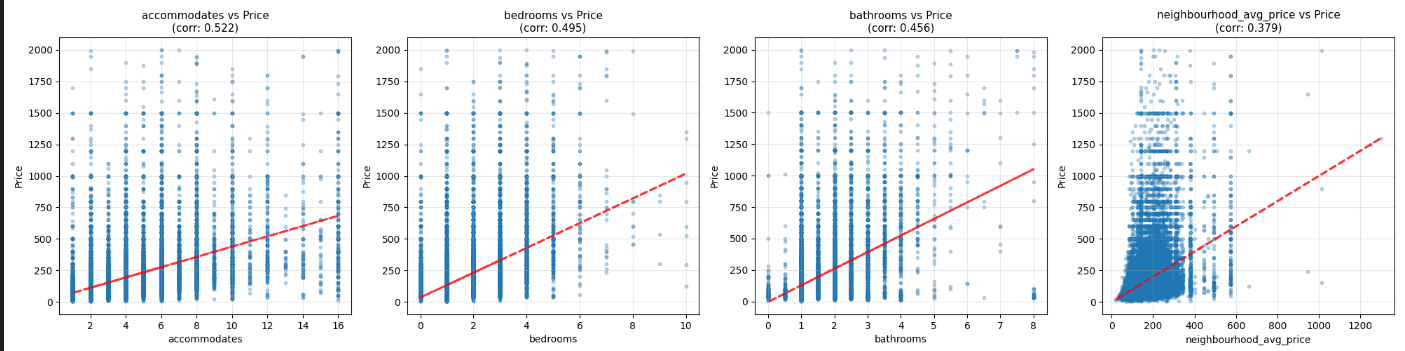 accommodates vs Price
(corr: 0.522)
2000
1750
1500
1250
1000
750
500
250
0
Price
2 4 6 8 10 12 14 16
accommodates
bedrooms vs Price
(corr: 0.495)
2000
1750
1500
1250
1000
750
500
250
0
Price
0 2 4 6 8 10
bedrooms
bathrooms vs Price
(corr: 0.456)
2000
1750
1500
1250
1000
750
500
250
0
Price
0 1 2 3 4 5 6 7 8
bathrooms
neighbourhood_avg_price vs Price
(corr: 0.379)
2000
1750
1500
1250
1000
750
500
250
0
Price
0 200 400 600 800 1000 1200
neighbourhood_avg_price